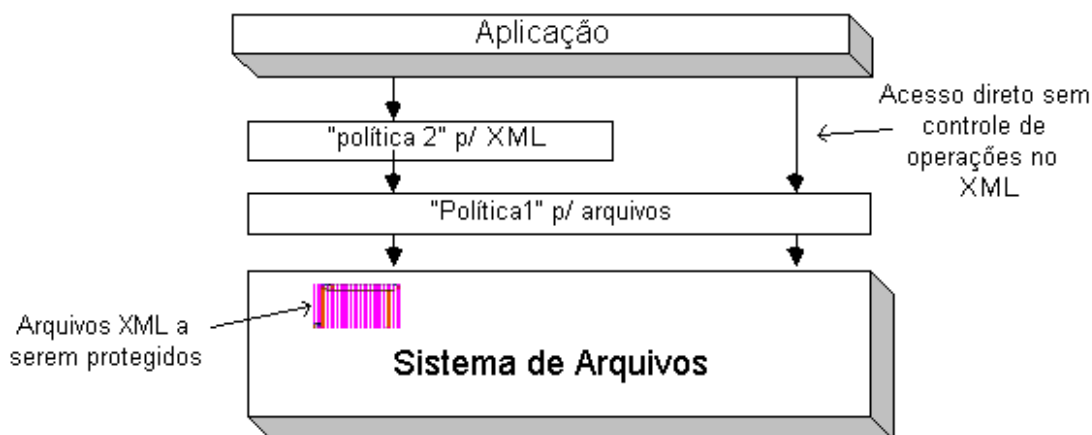 Aplicação
Acesso direto sem
controle de
operações no
XML
"política 2" p/ XML
"Política1" p/ arquivos
Arquivos XML a
serem protegidos
Sistema de Arquivos